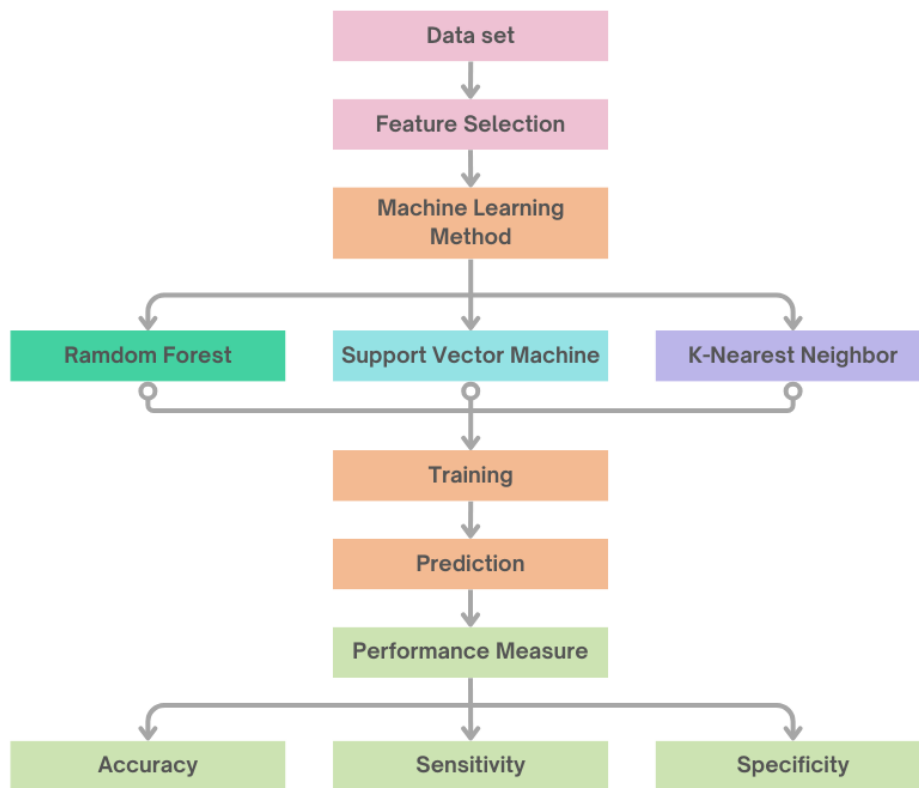 Data set
Feature Selection
Machine Learning
Method
Ramdom Forest
Support Vector Machine
K-Nearest Neighbor
Training
Prediction
Performance Measure
Accuracy
Sensitivity
Specificity